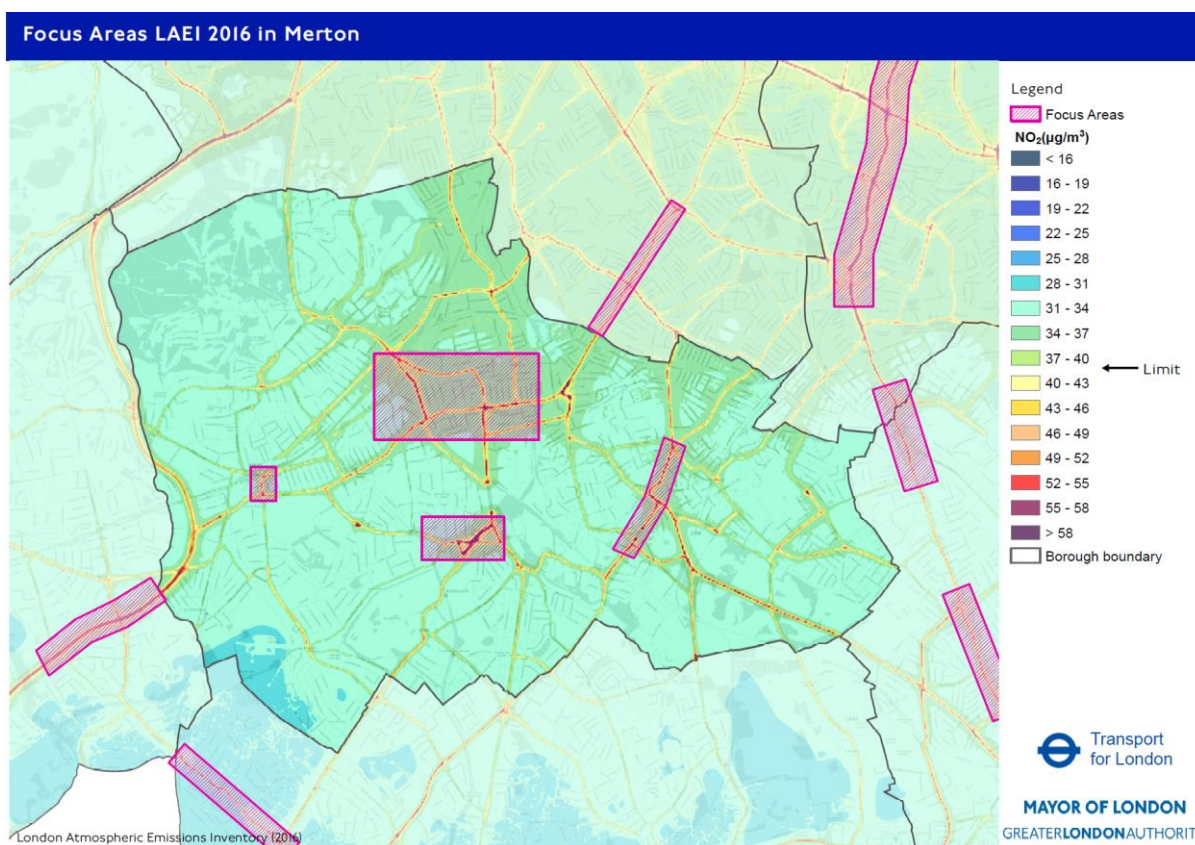 Focus Areas LAEI 2016 in Merton
Legend
Focus Areas
NO₂(µg/m³)
< 16
16 - 19
19 - 22
22 - 25
25 - 28
28 - 31
31 - 34
34 - 37
37 - 40
Limit
40 - 43
43 - 46
46 - 49
49 - 52
52 - 55
55 - 58
> 58
Borough boundary
Transport
for London
MAYOR OF LONDON
GREATERLONDONAUTHORIT
London Atmospheric Emissions Inventory (2016)